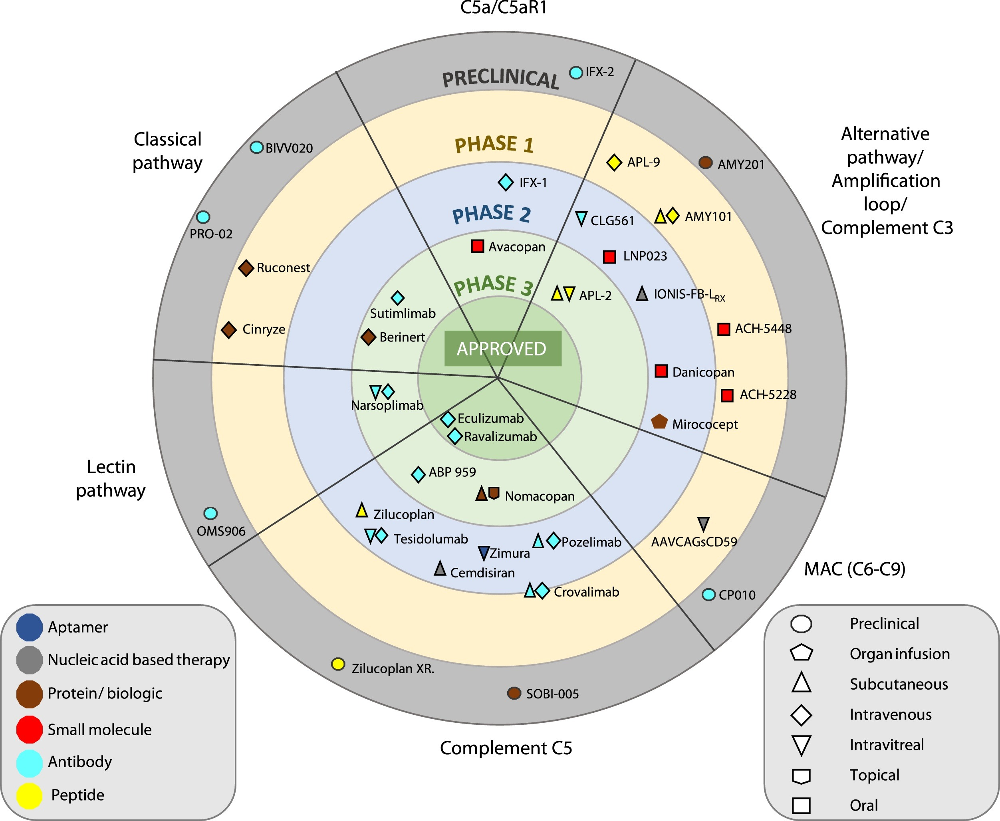 C5a/C5aR1
PRECLINICAL
IFX-2
Classical
pathway
BIVV020
PHASE 1
APL-9
AMY201
Alternative
pathway/
Amplification
loop/
Complement C3
IFX-1
PHASE 2
CLG561
AMY101
PRO-02
Avacopan
LNP023
Ruconest
PHASE 3
APL-2
IONIS-FB-LRX
Sutimlimab
Cinryze
Berinert
ACH-5448
APPROVED
Danicopan
ACH-5228
Narsoplimab
Eculizumab
Ravalizumab
Mirococept
Lectin
pathway
ABP 959
Nomacopan
OMS906
Zilucoplan
Tesidolumab
Zimura
Pozelimab
AAVCAGsCD59
Cemdisiran
MAC (C6-C9)
Crovalimab
CP010
Zilucoplan XR.
SOBI-005
Complement C5
Aptamer
Nucleic acid based therapy
Protein/ biologic
Small molecule
Antibody
Peptide
Preclinical
Organ infusion
Subcutaneous
Intravenous
Intravitreal
Topical
Oral